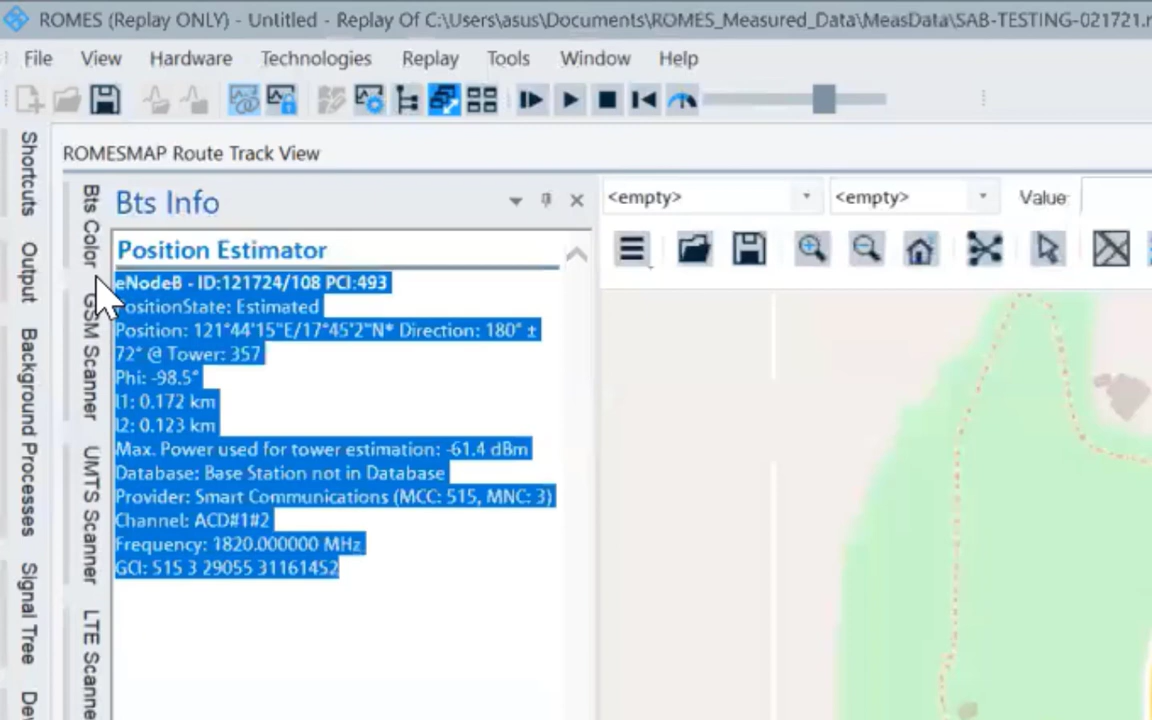 ROMES (Replay ONLY) - Untitled - Replay Of C:\Users\asus\Documents\ROMES_Measured_Data\MeasData\SAB-TESTING-021721.r
File View Hardware Technologies Replay Tools Window Help
ROMESMAP Route Track View
Shortcuts
Output
Background Processes
Signal Tree
Dev
Bts Color
GSM Scanner
UMTS Scanner
LTE Scanne
Bts Info
<empty> <empty> Value:
Position Estimator
eNodeB - ID:121724/108 PCI:493
PositionState: Estimated
Position: 121°44'15"E/17°45'2"N* Direction: 180° ±
72° @ Tower: 357
Phi: -98.5°
l1: 0.172 km
l2: 0.123 km
Max. Power used for tower estimation: -61.4 dBm
Database: Base Station not in Database
Provider: Smart Communications (MCC: 515, MNC: 3)
Channel: ACD#1#2
Frequency: 1820.000000 MHz
GCI: 515 3 29055 31161452